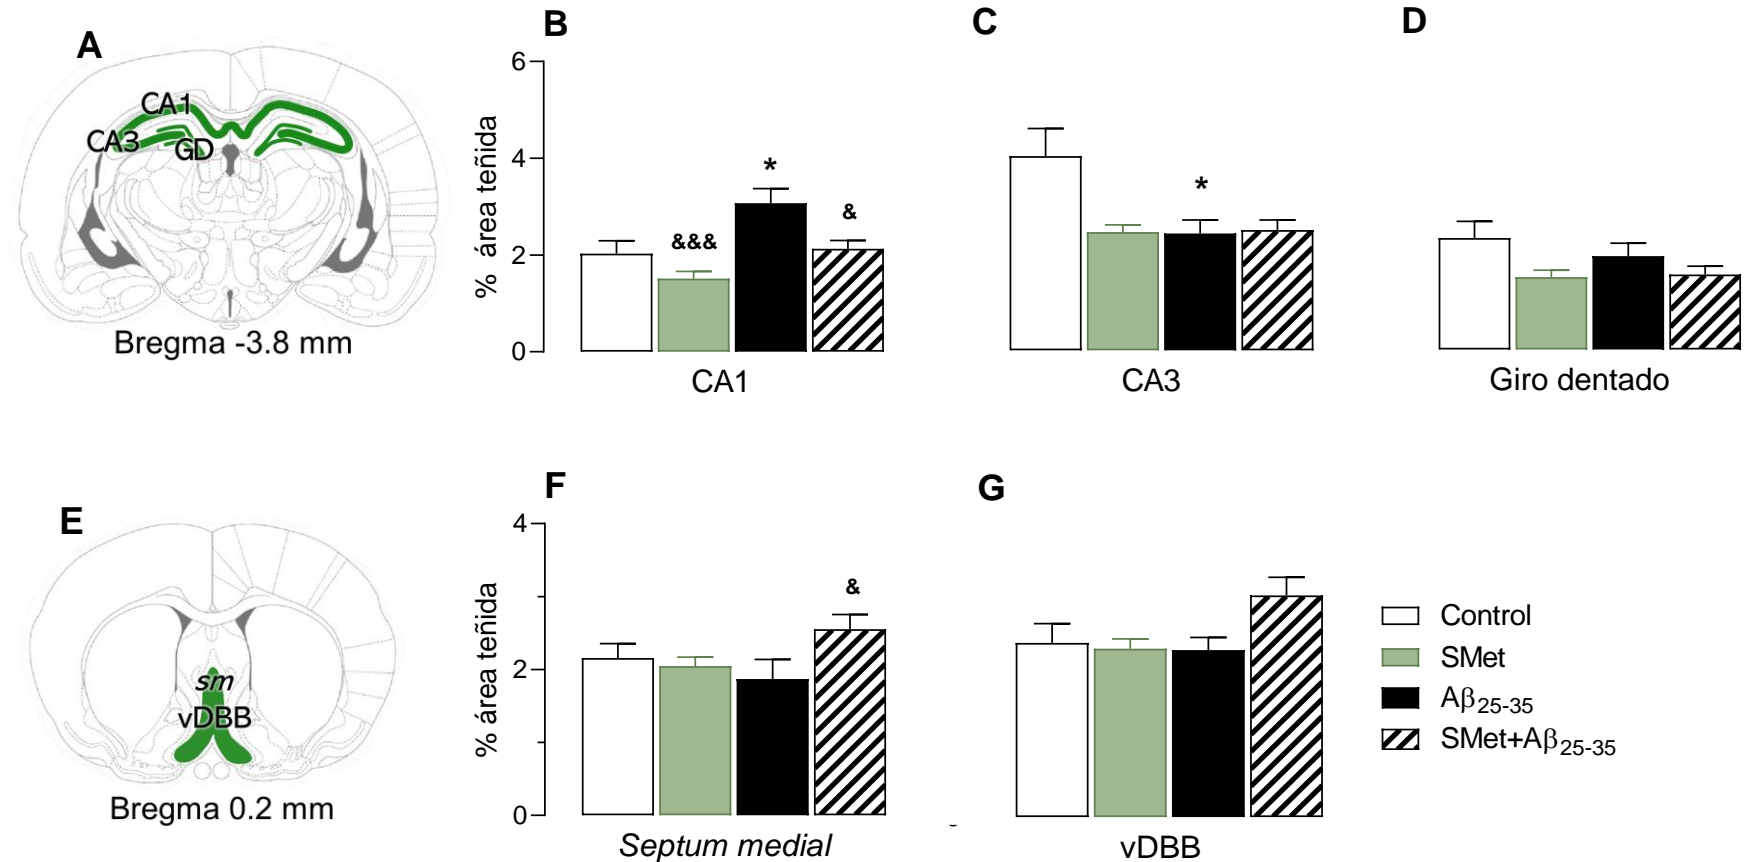 A
CA1
CA3
GD
Bregma -3.8 mm
B
% área teñida
6
4
2
0
&&&
*
&
CA1
C
*
CA3
D
Giro dentado
E
sm
vDBB
Bregma 0.2 mm
F
% área teñida
4
2
0
&
Septum medial
G
vDBB
Control
SMet
Aβ25-35
SMet+Aβ25-35